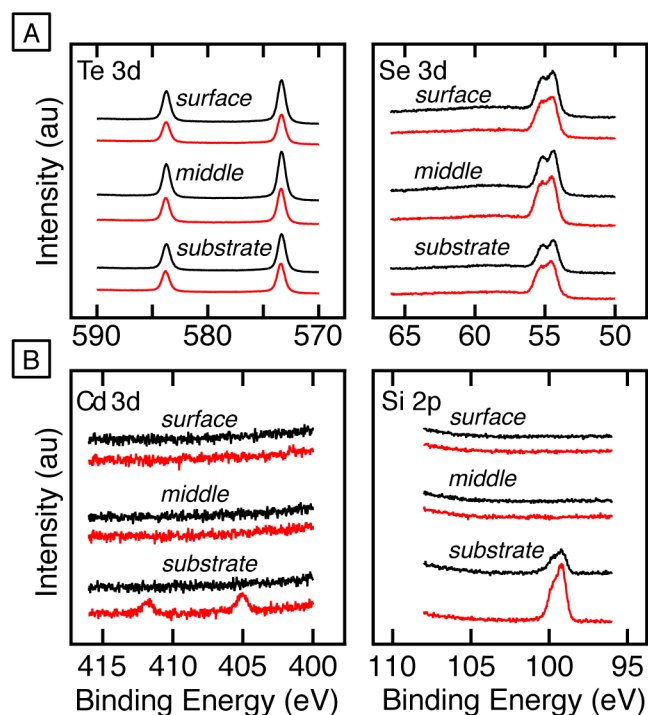 A
Te 3d
surface
middle
substrate
590 580 570
Se 3d
surface
middle
substrate
65 60 55 50
Intensity (au)
B
Cd 3d
surface
middle
substrate
415 410 405 400
Binding Energy (eV)
Si 2p
surface
middle
substrate
110 105 100 95
Binding Energy (eV)
Intensity (au)